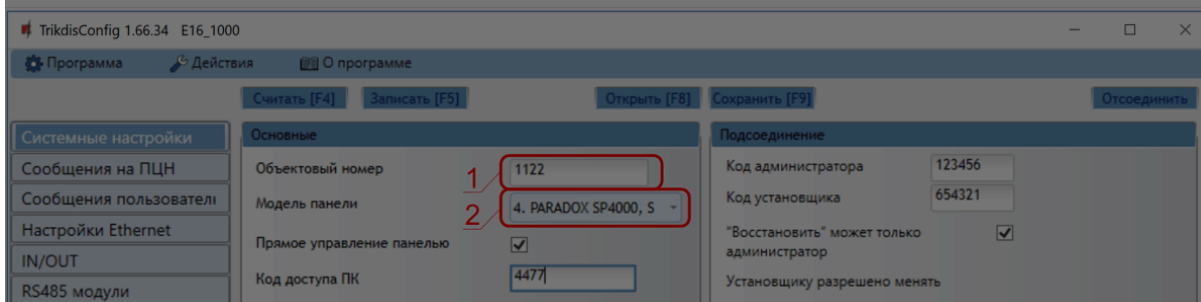 TrikdisConfig 1.66.34 E16_1000
Программа Действия О программе
Считать [F4] Записать [F5] Открыть [F8] Сохранить [F9] Отсоединить
Системные настройки
Сообщения на ПЦН
Сообщения пользователю
Настройки Ethernet
IN/OUT
RS485 модули
Основные
Объектовый номер 1 1122
Модель панели 2 4. PARADOX SP4000, S
Прямое управление панелью
Код доступа ПК 4477
Подсоединение
Код администратора 123456
Код установщика 654321
"Восстановить" может только
администратор
Установщику разрешено менять